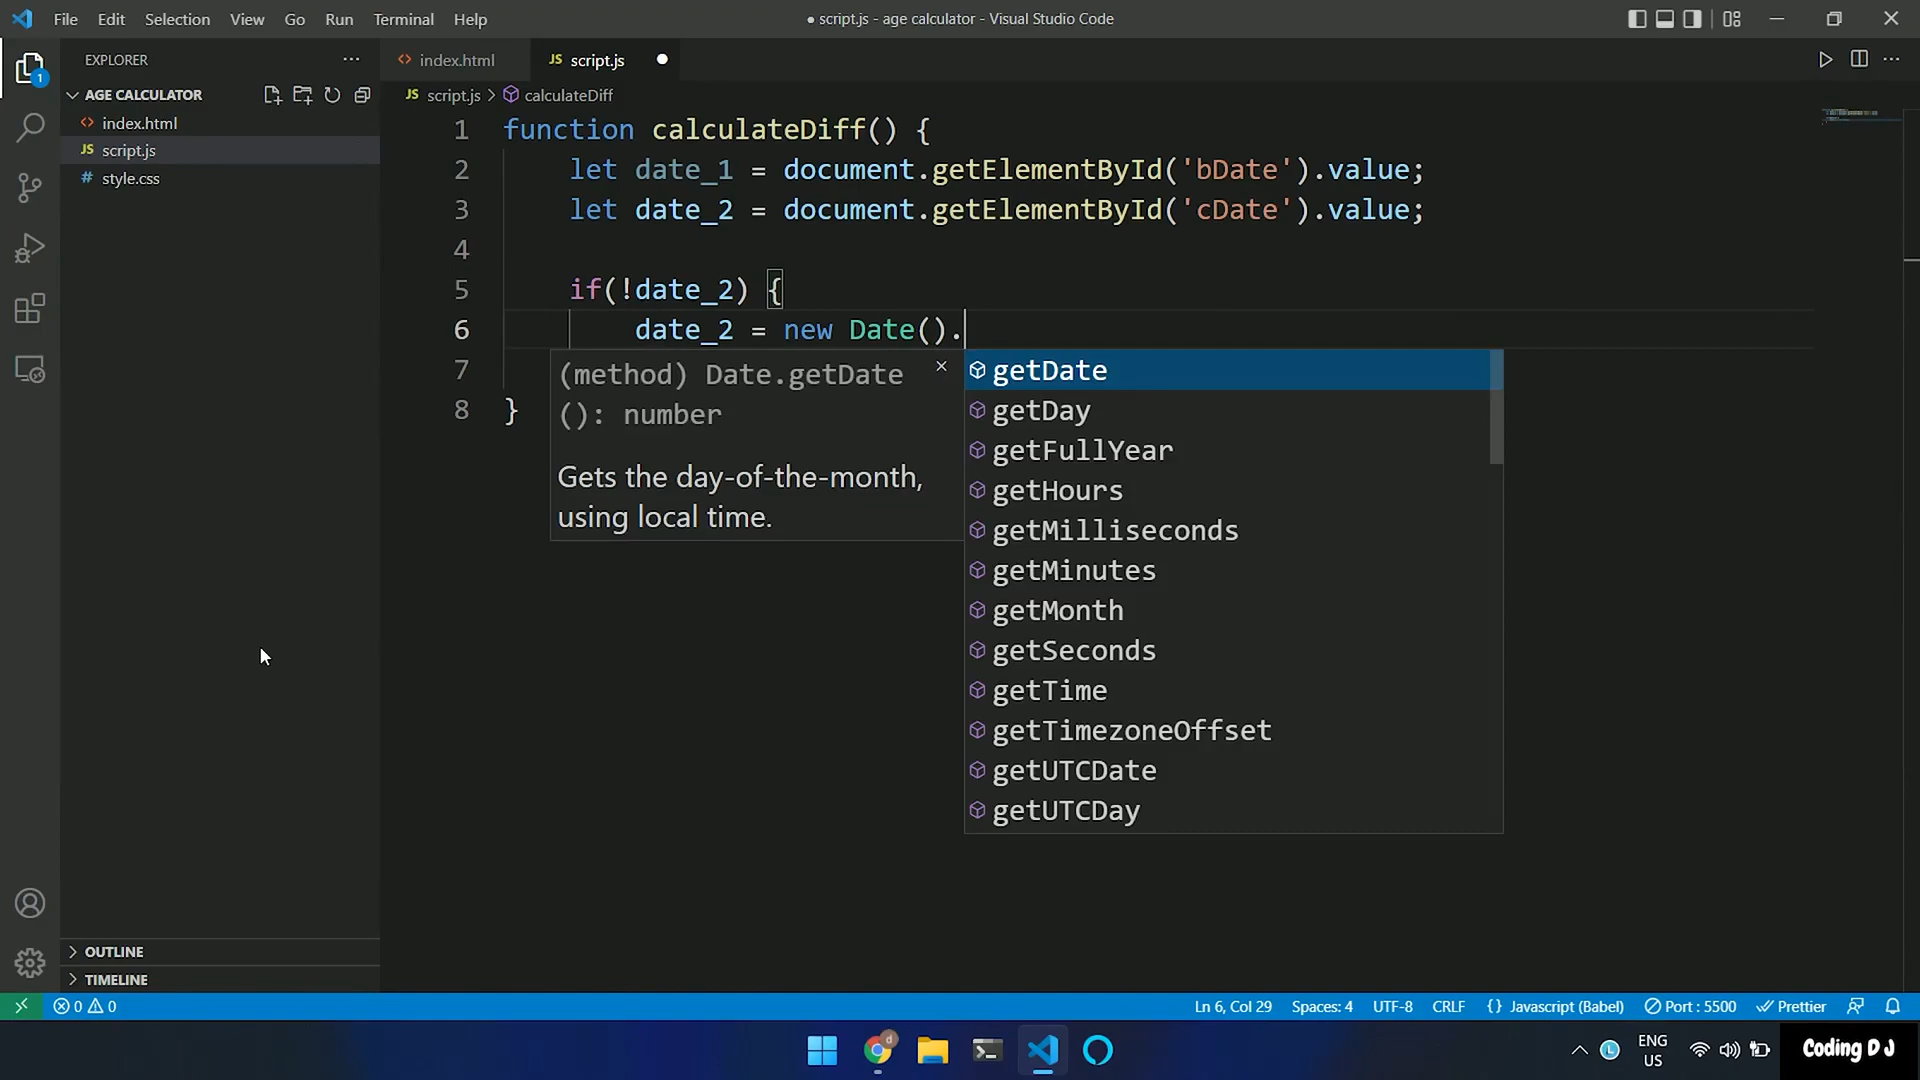 File Edit Selection View Go Run Terminal Help
● script.js - age calculator - Visual Studio Code
EXPLORER
AGE CALCULATOR
index.html
JS script.js
# style.css
OUTLINE
TIMELINE
index.html
JS script.js
JS script.js > calculateDiff
1 function calculateDiff() {
2 let date_1 = document.getElementById('bDate').value;
3 let date_2 = document.getElementById('cDate').value;
4
5 if(!date_2) {
6 date_2 = new Date().
7
8 }
(method) Date.getDate
(): number
Gets the day-of-the-month,
using local time.
getDate
getDay
getFullYear
getHours
getMilliseconds
getMinutes
getMonth
getSeconds
getTime
getTimezoneOffset
getUTCDate
getUTCDay
1
0 0
Ln 6, Col 29 Spaces: 4 UTF-8 CRLF {} Javascript (Babel) Port : 5500 Prettier
d
L
ENG
US
Coding DJ